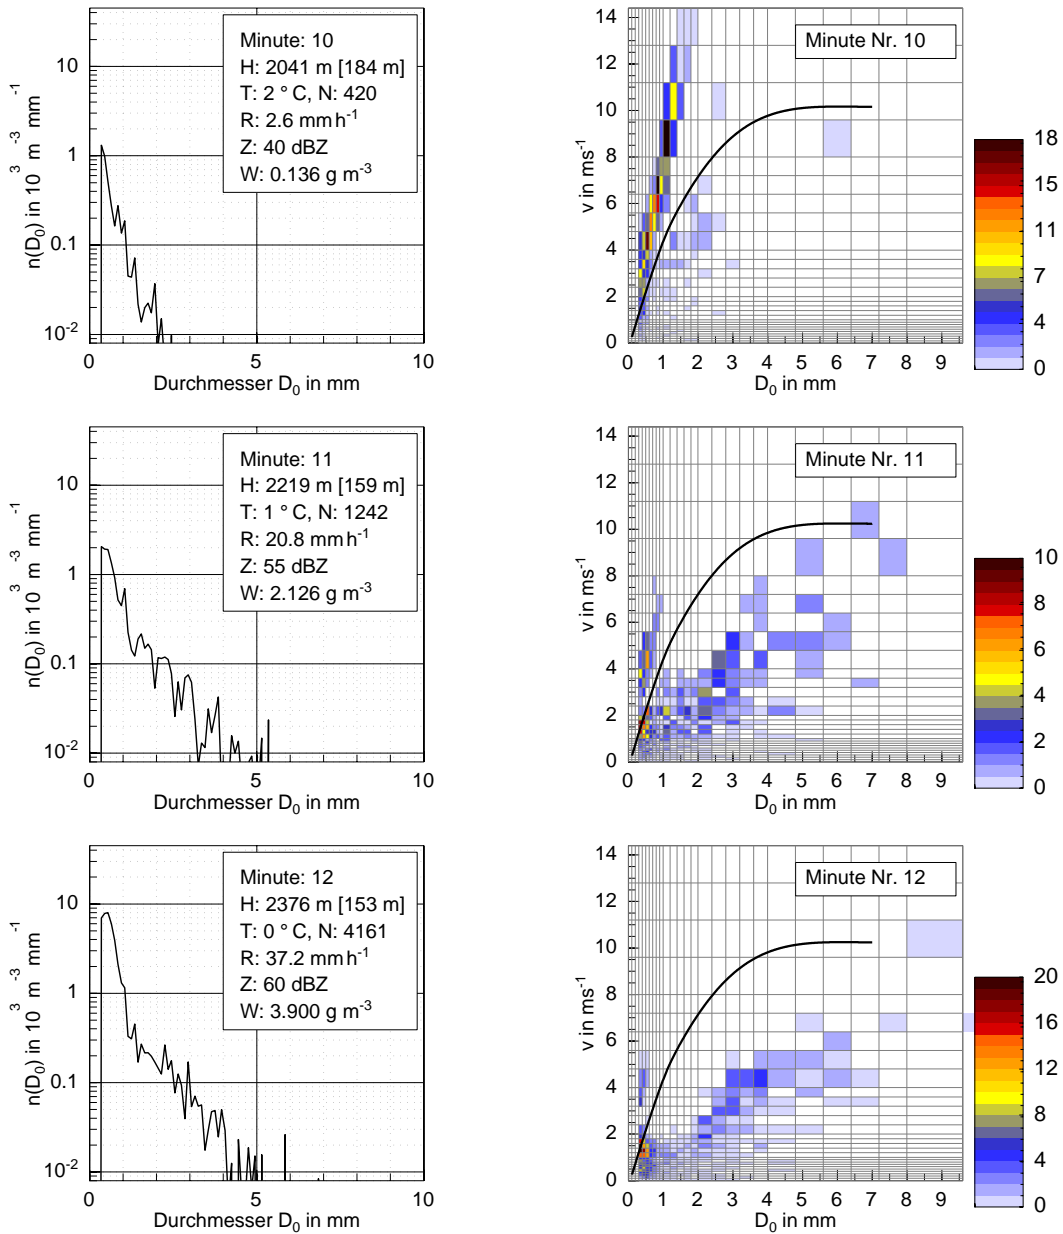 Minute: 10
H: 2041 m [184 m]
T: 2 ° C, N: 420
R: 2.6 mm h⁻¹
Z: 40 dBZ
W: 0.136 g m⁻³
n(D₀) in 10³ m⁻³ mm⁻¹
10
1
0.1
10⁻²
0 5 10
Durchmesser D₀ in mm
Minute Nr. 10
v in ms⁻¹
14
12
10
8
6
4
2
0
0 1 2 3 4 5 6 7 8 9
D₀ in mm
18
15
11
7
4
0
Minute: 11
H: 2219 m [159 m]
T: 1 ° C, N: 1242
R: 20.8 mm h⁻¹
Z: 55 dBZ
W: 2.126 g m⁻³
n(D₀) in 10³ m⁻³ mm⁻¹
10
1
0.1
10⁻²
0 5 10
Durchmesser D₀ in mm
Minute Nr. 11
v in ms⁻¹
14
12
10
8
6
4
2
0
0 1 2 3 4 5 6 7 8 9
D₀ in mm
10
8
6
4
2
0
Minute: 12
H: 2376 m [153 m]
T: 0 ° C, N: 4161
R: 37.2 mm h⁻¹
Z: 60 dBZ
W: 3.900 g m⁻³
n(D₀) in 10³ m⁻³ mm⁻¹
10
1
0.1
10⁻²
0 5 10
Durchmesser D₀ in mm
Minute Nr. 12
v in ms⁻¹
14
12
10
8
6
4
2
0
0 1 2 3 4 5 6 7 8 9
D₀ in mm
20
16
12
8
4
0